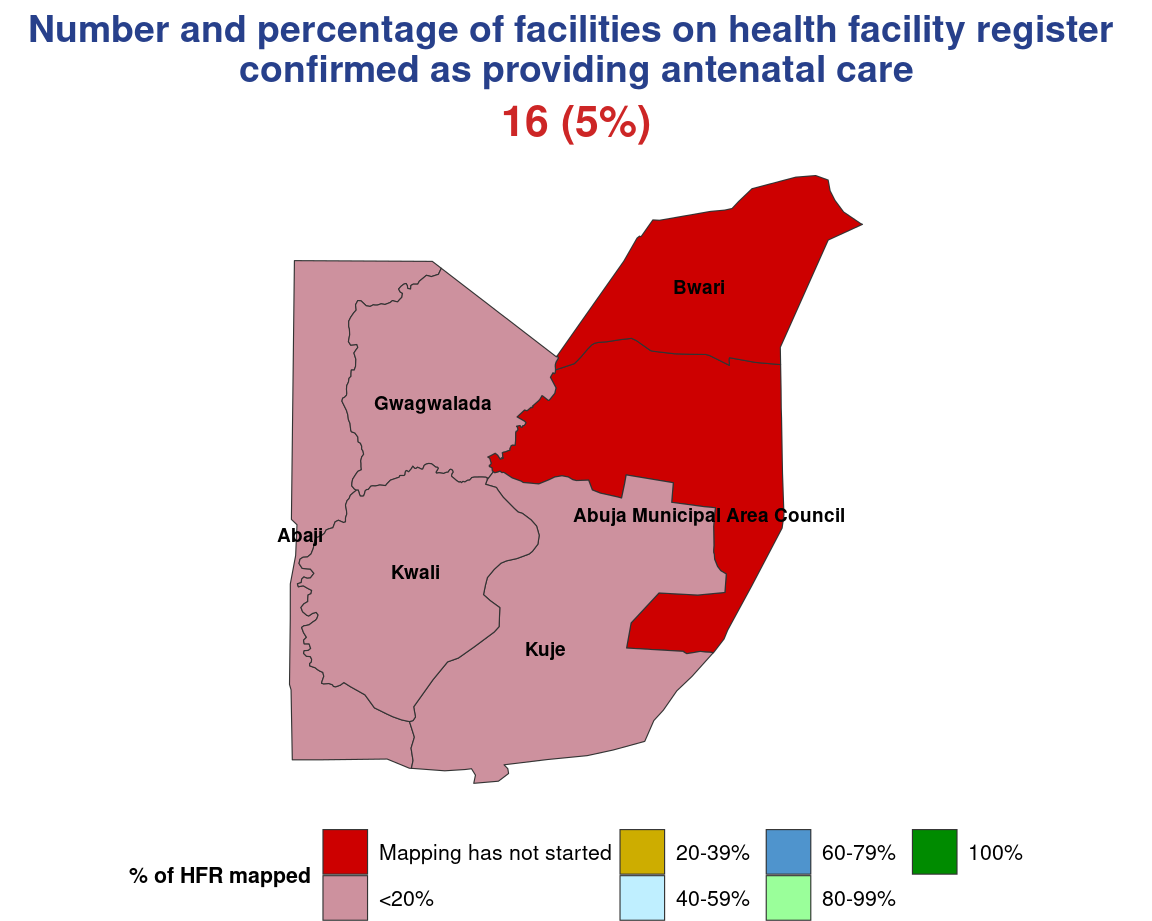 Number and percentage of facilities on health facility register
confirmed as providing antenatal care
16 (5%)
Bwari
Gwagwalada
Abuja Municipal Area Council
Abaji
Kwali
Kuje
% of HFR mapped
Mapping has not started
<20%
20-39%
40-59%
60-79%
80-99%
100%